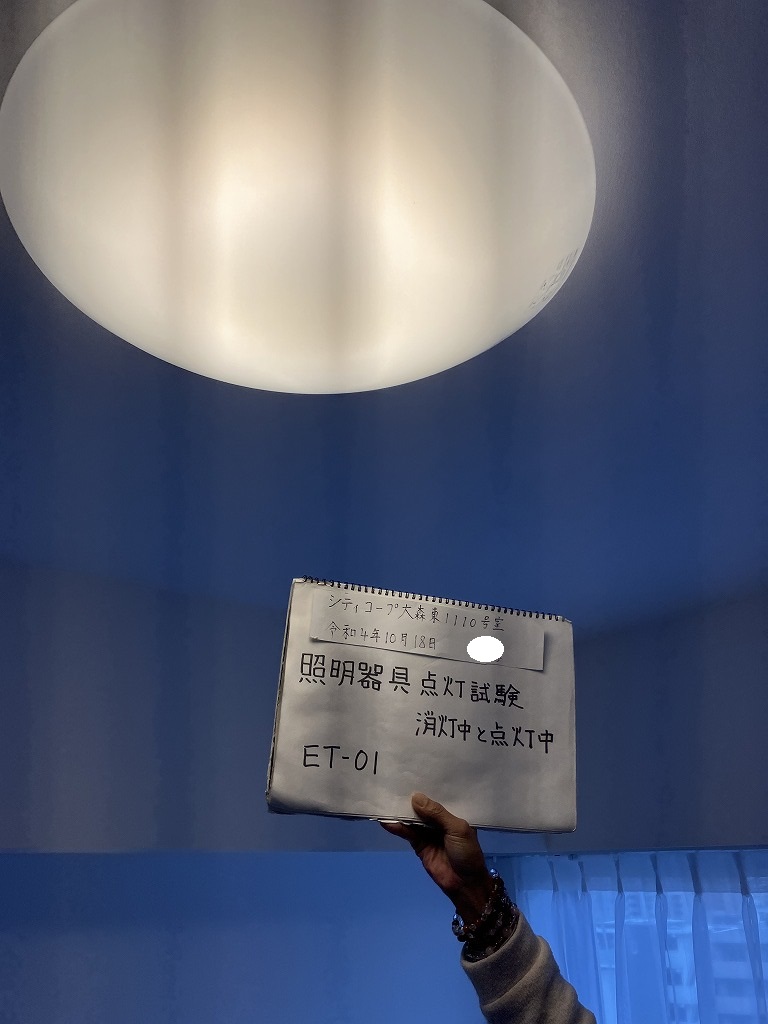 シティコープ大森東1110号室
令和4年10月18日
照明器具点灯試験
消灯中と点灯中
ET-01